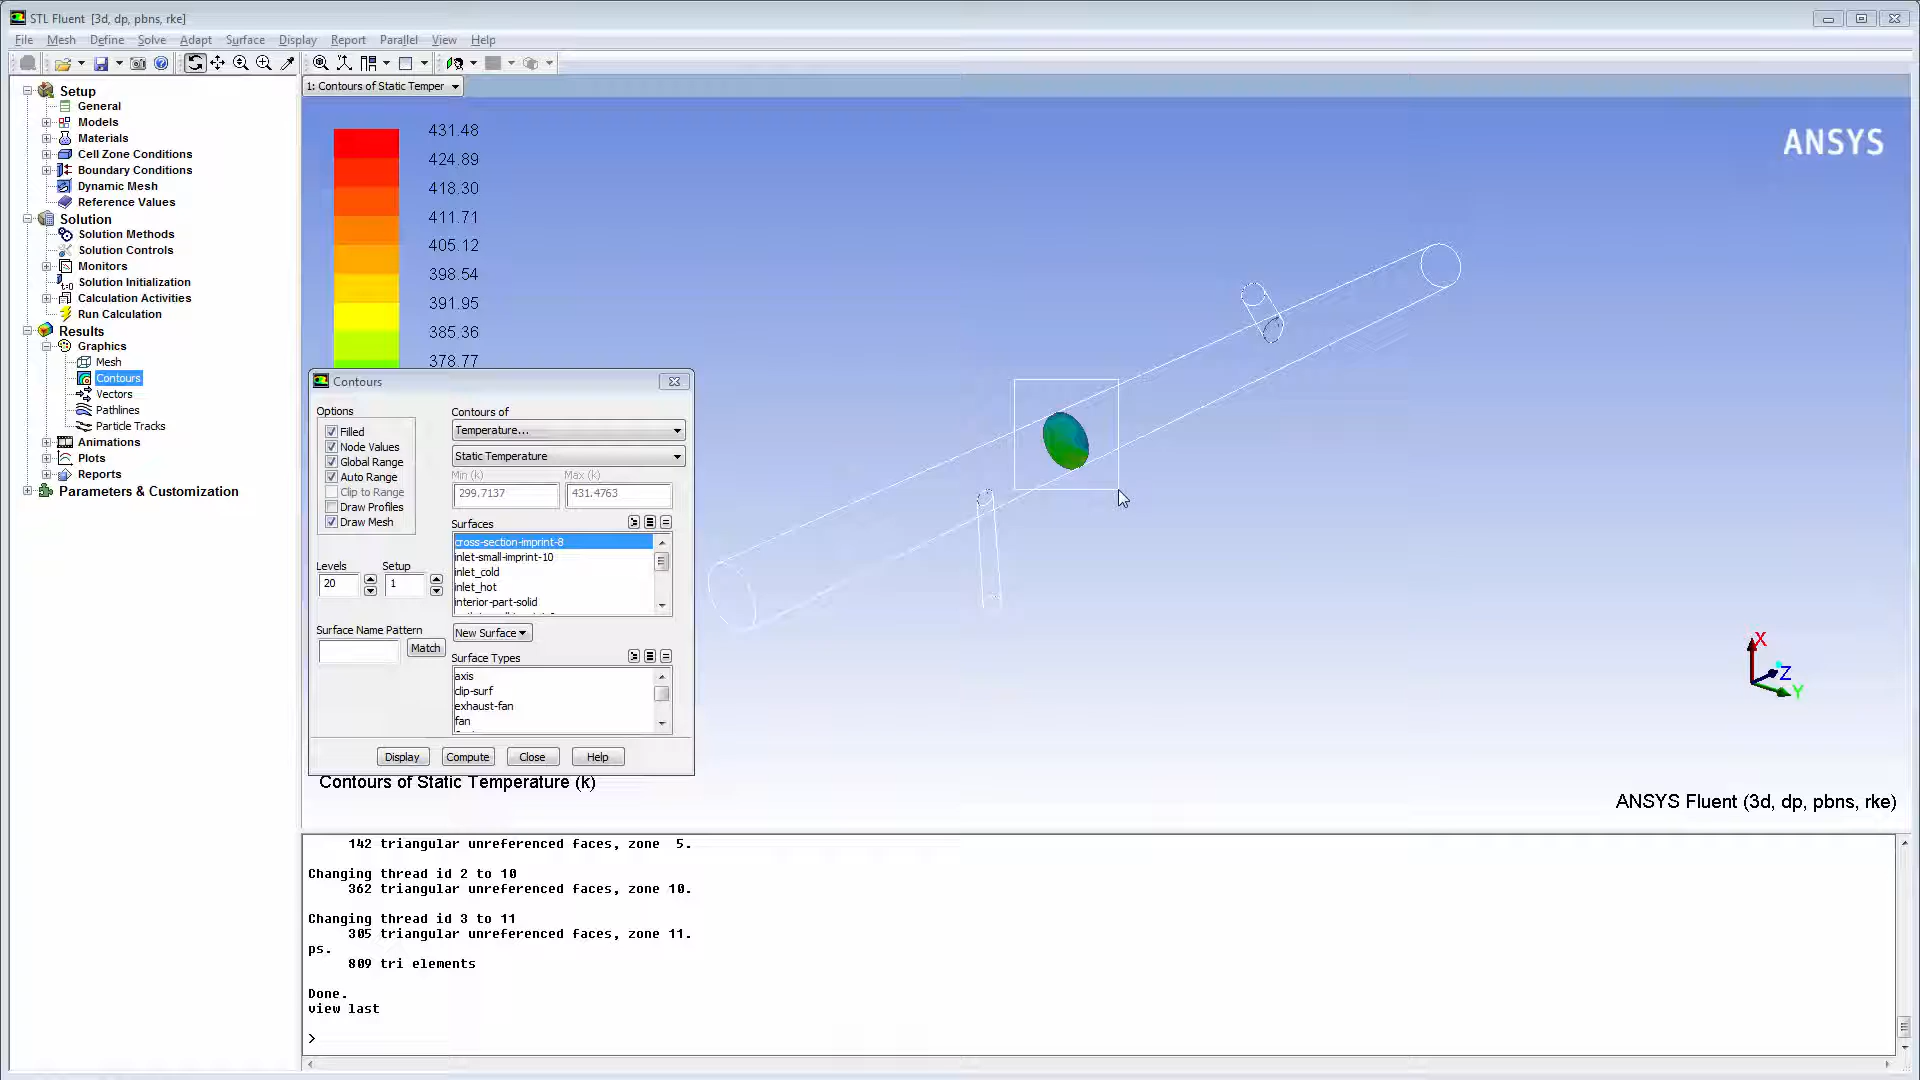 STL Fluent  [3d, dp, pbns, rke]
File Mesh Define Solve Adapt Surface Display Report Parallel View Help
1: Contours of Static Temper
Setup
General
Models
Materials
Cell Zone Conditions
Boundary Conditions
Dynamic Mesh
Reference Values
Solution
Solution Methods
Solution Controls
Monitors
Solution Initialization
Calculation Activities
Run Calculation
Results
Graphics
Mesh
Contours
Vectors
Pathlines
Particle Tracks
Animations
Plots
Reports
Parameters & Customization
431.48
424.89
418.30
411.71
405.12
398.54
391.95
385.36
378.77
ANSYS
Contours
Options
Filled
Node Values
Global Range
Auto Range
Clip to Range
Draw Profiles
Draw Mesh
Levels Setup
20 1
Surface Name Pattern
Match
Contours of
Temperature...
Static Temperature
Min (k) Max (k)
299.7137 431.4763
Surfaces
cross-section-imprint-8
inlet-small-imprint-10
inlet_cold
inlet_hot
interior-part-solid
New Surface
Surface Types
axis
clip-surf
exhaust-fan
fan
Display Compute Close Help
X
Z
Y
Contours of Static Temperature (k)
ANSYS Fluent (3d, dp, pbns, rke)
142 triangular unreferenced faces, zone  5.
Changing thread id 2 to 10
362 triangular unreferenced faces, zone 10.
Changing thread id 3 to 11
305 triangular unreferenced faces, zone 11.
ps.
809 tri elements
Done.
view last
>